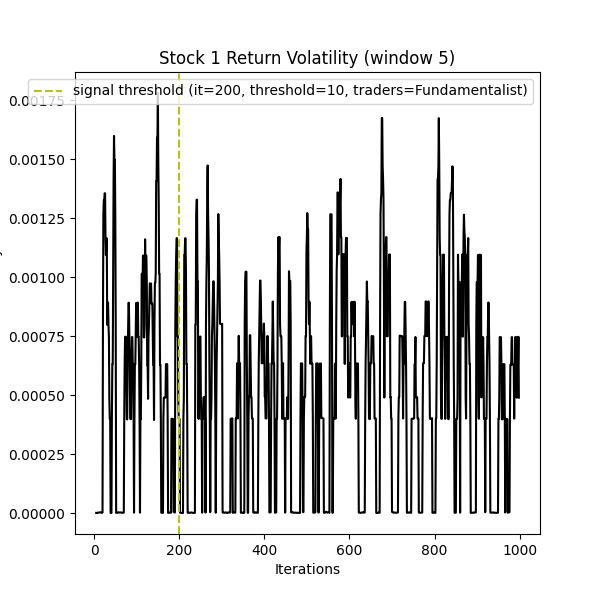 Stock 1 Return Volatility (window 5)
signal threshold (it=200, threshold=10, traders=Fundamentalist)
0.00175
0.00150
0.00125
0.00100
0.00075
0.00050
0.00025
0.00000
0 200 400 600 800 1000
Iterations